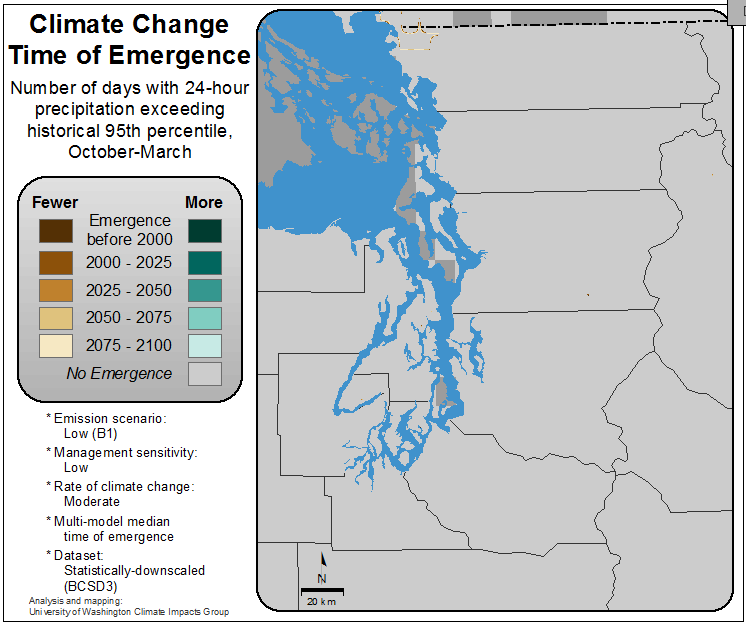 Climate Change
Time of Emergence
Number of days with 24-hour
precipitation exceeding
historical 95th percentile,
October-March
Fewer More
Emergence
before 2000
2000 - 2025
2025 - 2050
2050 - 2075
2075 - 2100
No Emergence
* Emission scenario:
Low (B1)
* Management sensitivity:
Low
* Rate of climate change:
Moderate
* Multi-model median
time of emergence
* Dataset:
Statistically-downscaled
(BCSD3)
Analysis and mapping:
University of Washington Climate Impacts Group
N
20 km